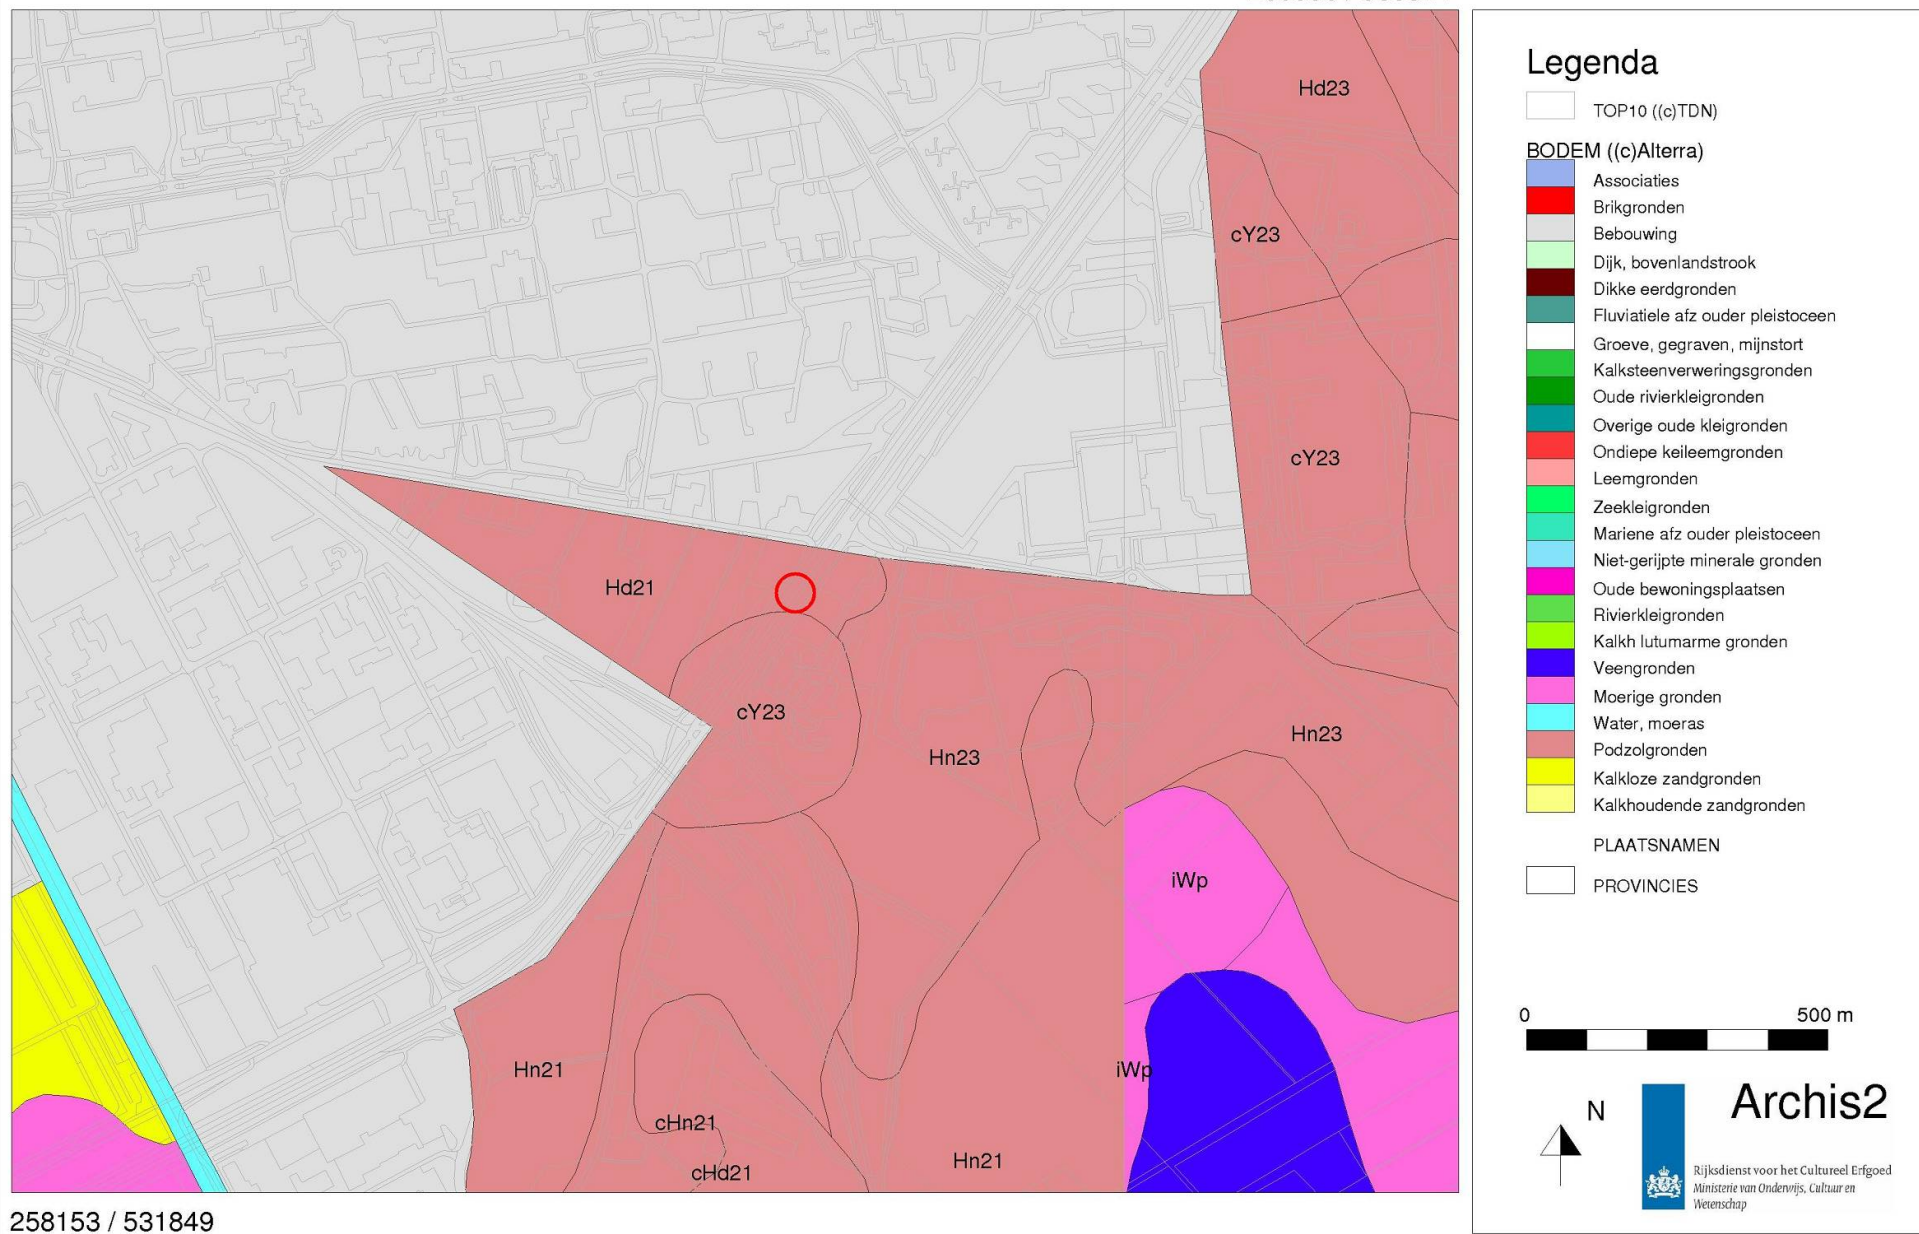 Hd23
cY23
cY23
Hd21
cY23
Hn23
Hn23
iWp
iWp
Hn21
cHn21
cHd21
Hn21
258153 / 531849
Legenda
TOP10 ((c)TDN)
BODEM ((c)Alterra)
Associaties
Brikgronden
Bebouwing
Dijk, bovenlandstrook
Dikke eerdgronden
Fluviatiele afz ouder pleistoceen
Groeve, gegraven, mijnstort
Kalksteenverweringsgronden
Oude rivierkleigronden
Overige oude kleigronden
Ondiepe keileemgronden
Leemgronden
Zeekleigronden
Mariene afz ouder pleistoceen
Niet-gerijpte minerale gronden
Oude bewoningsplaatsen
Rivierkleigronden
Kalkh lutumarme gronden
Veengronden
Moerige gronden
Water, moeras
Podzolgronden
Kalkloze zandgronden
Kalkhoudende zandgronden
PLAATSNAMEN
PROVINCIES
0 500 m
N
Archis2
Rijksdienst voor het Cultureel Erfgoed
Ministerie van Onderwijs, Cultuur en
Wetenschap